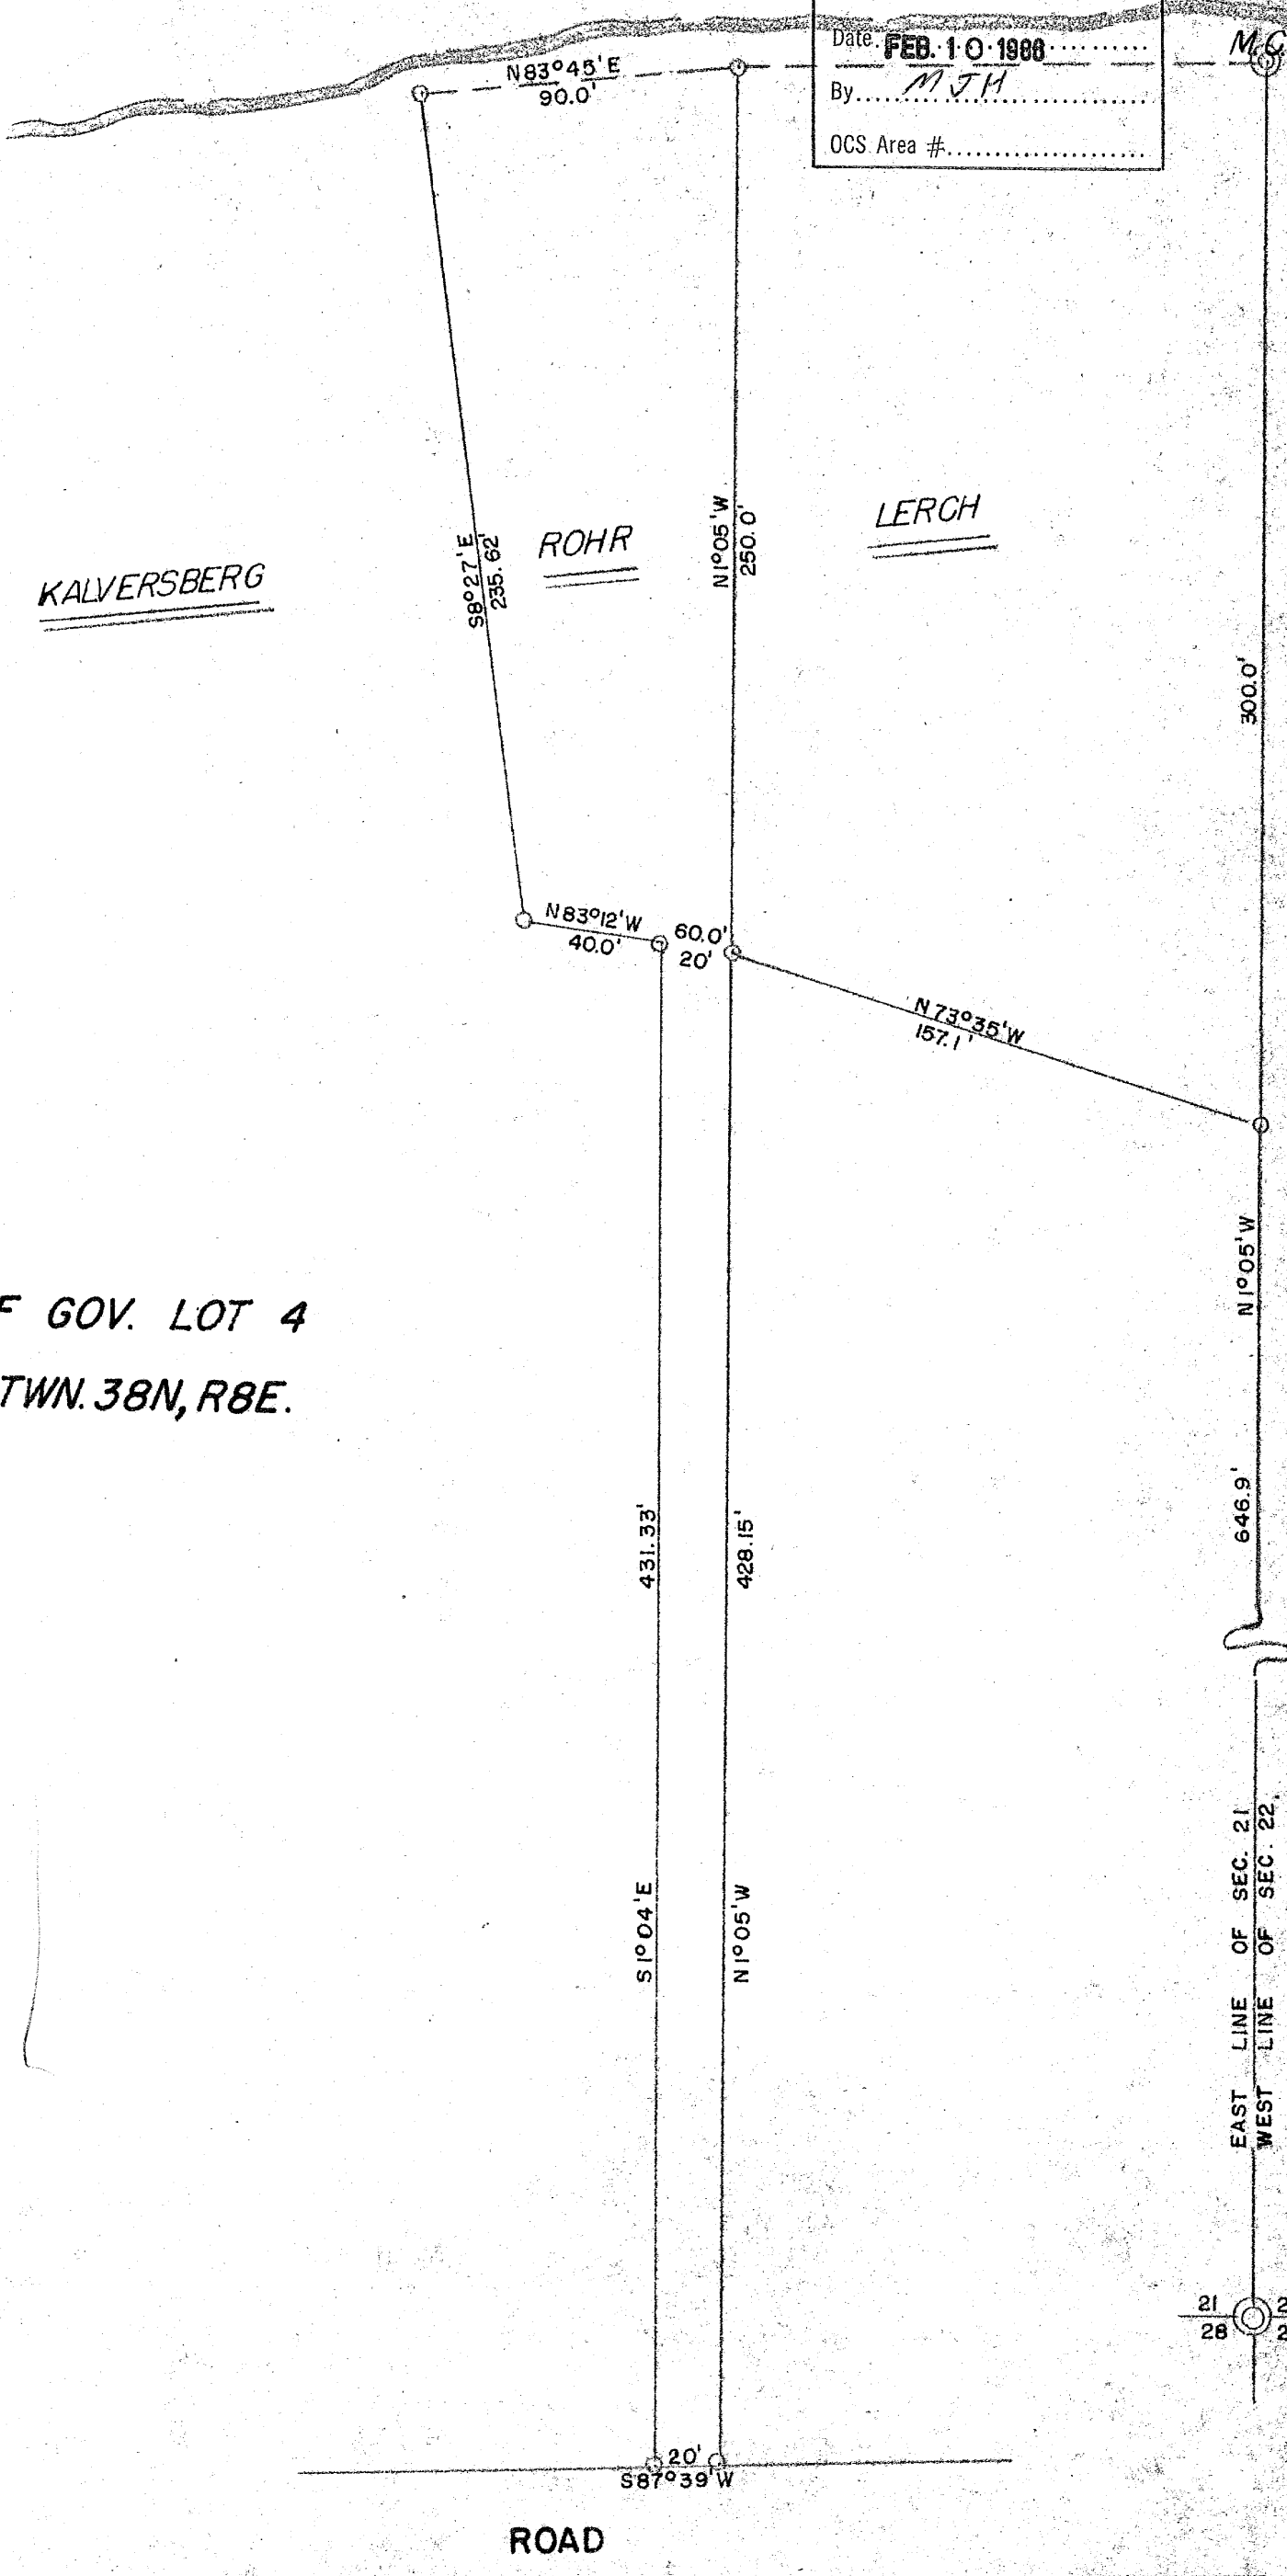 Date. FEB. 10 1986
By. MJH
OCS Area #
N83°45'E
90.0'
KALVERSBERG
S8°27'E
235.62'
ROHR
N1°05'W
250.0'
LERCH
300.0'
N83°12'W
40.0'
60.0'
20'
N73°35'W
157.1'
N1°05'W
GOV. LOT 4
TWN. 38N, R8E.
431.33'
428.15'
646.9'
S1°04'E
N1°05'W
EAST LINE OF SEC. 21
WEST LINE OF SEC. 22
21
28
20'
S87°39'W
ROAD